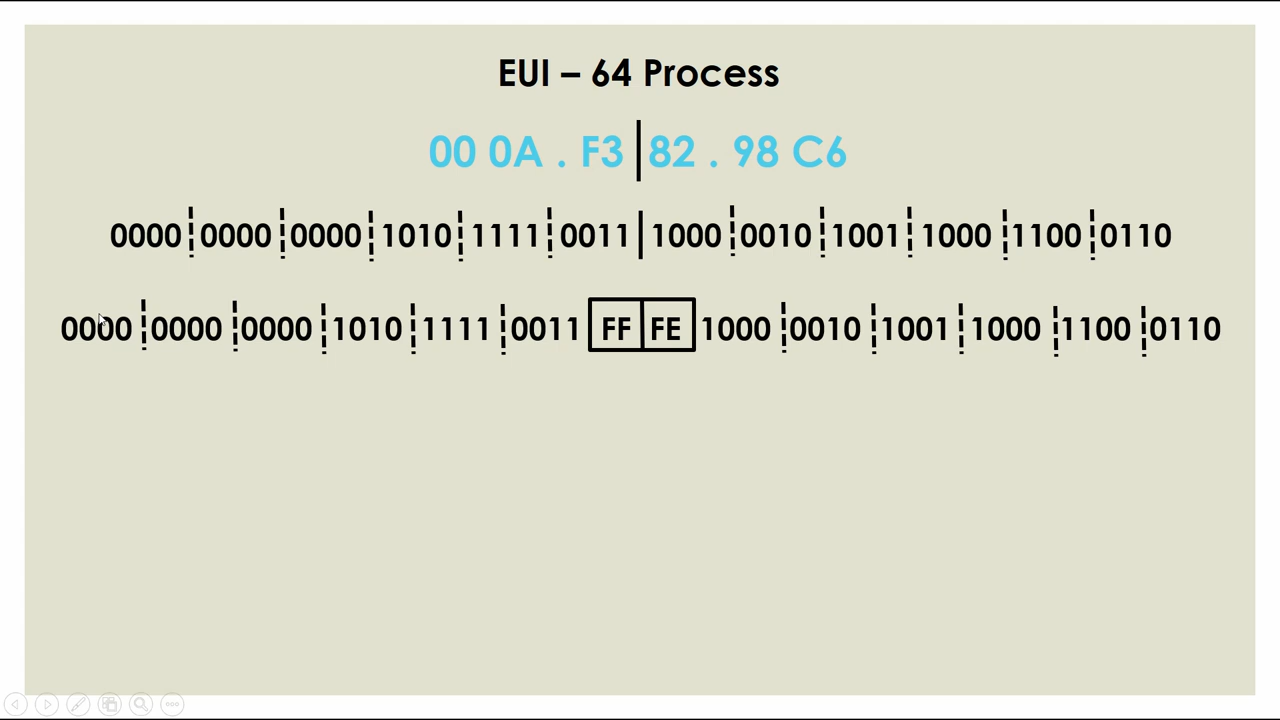 EUI – 64 Process
00 0A . F3 82 . 98 C6
0000 0000 0000 1010 1111 0011 1000 0010 1001 1000 1100 0110
0000 0000 0000 1010 1111 0011 FF FE 1000 0010 1001 1000 1100 0110